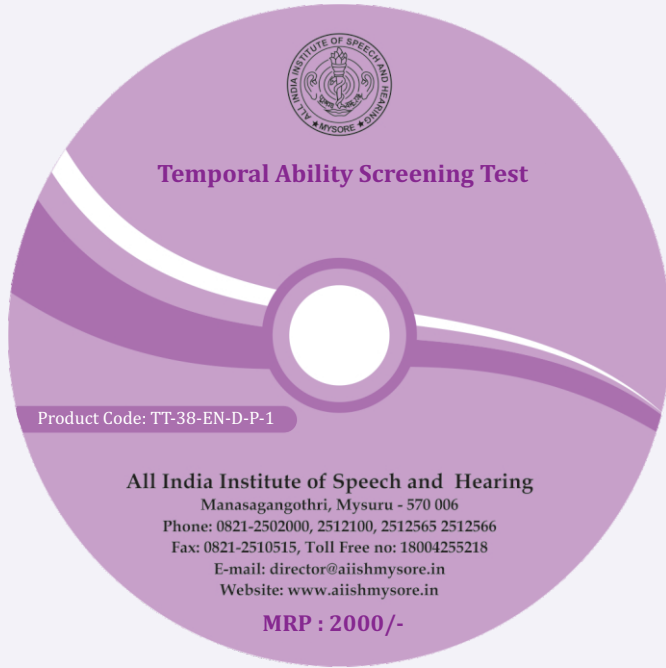 ALL INDIA INSTITUTE OF SPEECH AND HEARING
★ MYSORE ★
Temporal Ability Screening Test
Product Code: TT-38-EN-D-P-1
All India Institute of Speech and Hearing
Manasagangothri, Mysuru - 570 006
Phone: 0821-2502000, 2512100, 2512565 2512566
Fax: 0821-2510515, Toll Free no: 18004255218
E-mail: director@aiishmysore.in
Website: www.aiishmysore.in
MRP : 2000/-